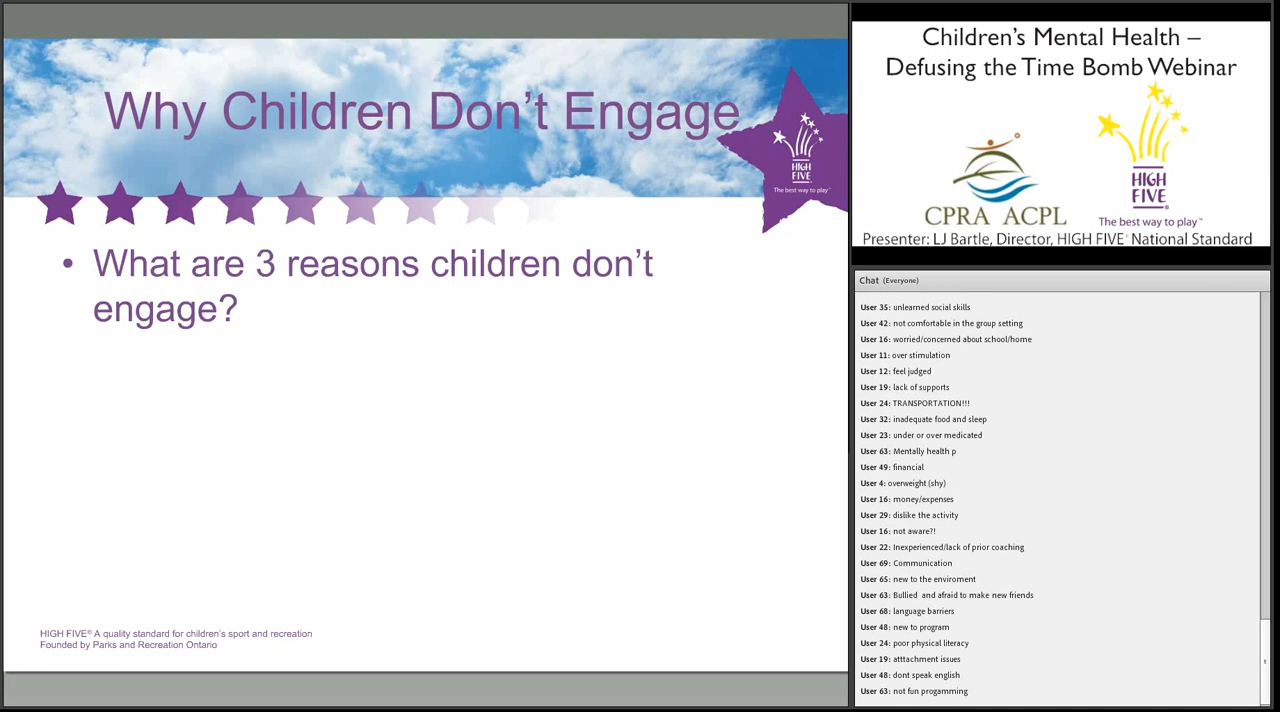 Why Children Don't Engage
HIGH
FIVE
The best way to play™
• What are 3 reasons children don't
engage?
HIGH FIVE® A quality standard for children's sport and recreation
Founded by Parks and Recreation Ontario
Children's Mental Health –
Defusing the Time Bomb Webinar
CPRA ACPL
HIGH
FIVE®
The best way to play™
Presenter: LJ Bartle, Director, HIGH FIVE® National Standard
Chat (Everyone)
User 35: unlearned social skills
User 42: not comfortable in the group setting
User 16: worried/concerned about school/home
User 11: over stimulation
User 12: feel judged
User 19: lack of supports
User 24: TRANSPORTATION!!!
User 32: inadequate food and sleep
User 23: under or over medicated
User 63: Mentally health p
User 49: financial
User 4: overweight (shy)
User 16: money/expenses
User 29: dislike the activity
User 16: not aware?!
User 22: Inexperienced/lack of prior coaching
User 69: Communication
User 65: new to the enviroment
User 63: Bullied and afraid to make new friends
User 68: language barriers
User 48: new to program
User 24: poor physical literacy
User 19: atttachment issues
User 48: dont speak english
User 63: not fun progamming